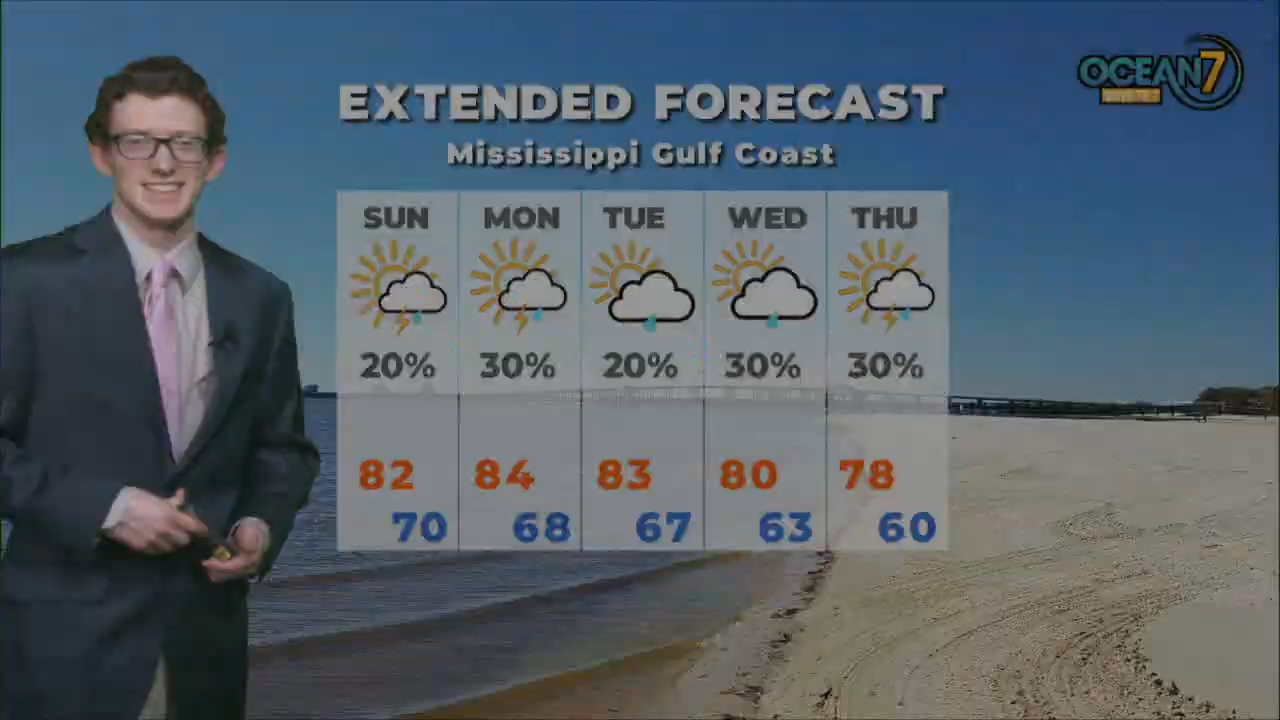 OCEAN7
EXTENDED FORECAST
Mississippi Gulf Coast
SUN MON TUE WED THU
20% 30% 20% 30% 30%
82 84 83 80 78
70 68 67 63 60